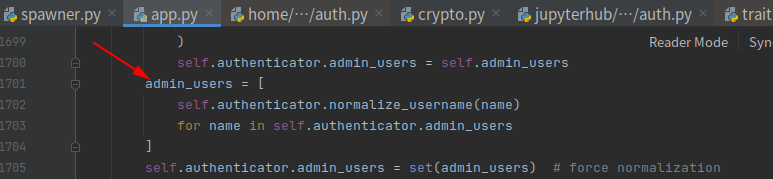 spawner.py × app.py × home/.../auth.py × crypto.py × jupyterhub/.../auth.py × trait
1699 )
Reader Mode Syn
1700 self.authenticator.admin_users = self.admin_users
1701 admin_users = [
1702 self.authenticator.normalize_username(name)
1703 for name in self.authenticator.admin_users
1704 ]
1705 self.authenticator.admin_users = set(admin_users) # force normalization